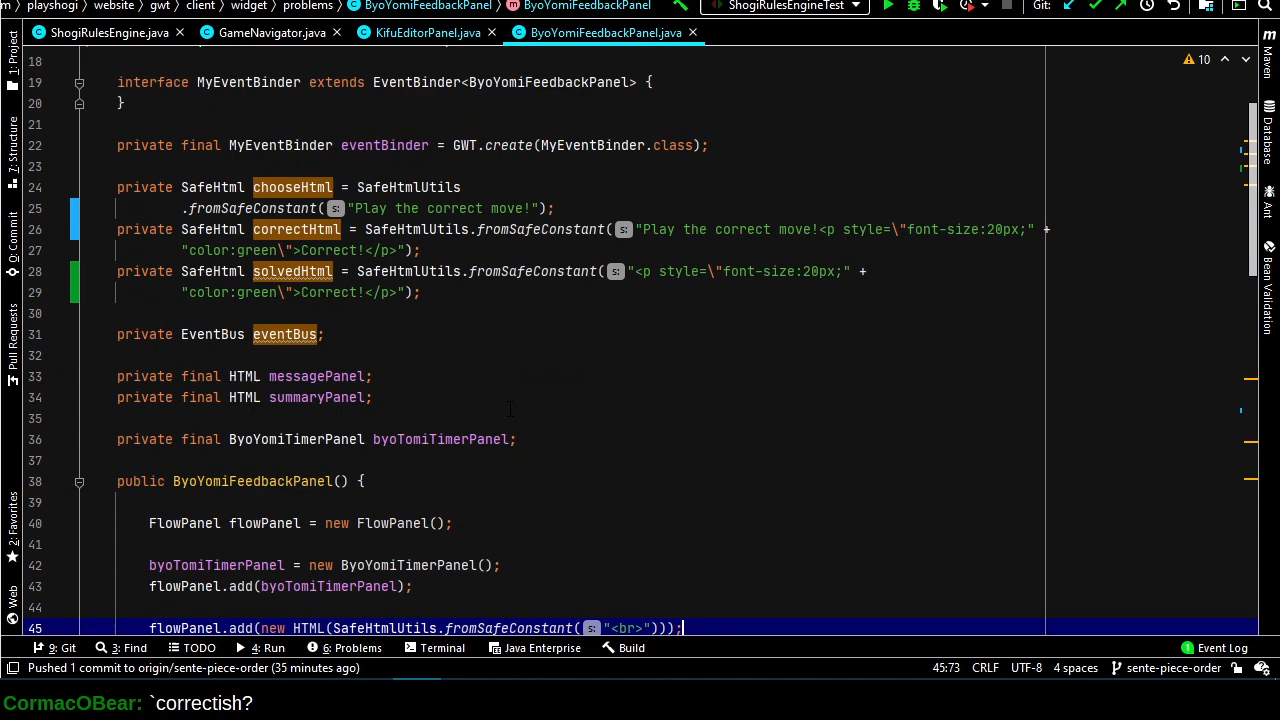 m
playshogi
website
gwt
client
widget
problems
ByoYomiFeedbackPanel
ByoYomiFeedbackPanel
ShogiRulesEngineTest
Git:
ShogiRulesEngine.java
GameNavigator.java
KifuEditorPanel.java
ByoYomiFeedbackPanel.java
1: Project
7: Structure
0: Commit
Pull Requests
2: Favorites
Web
10
18
19 interface MyEventBinder extends EventBinder<ByoYomiFeedbackPanel> {
20 }
21
22 private final MyEventBinder eventBinder = GWT.create(MyEventBinder.class);
23
24 private SafeHtml chooseHtml = SafeHtmlUtils
25 .fromSafeConstant( s: "Play the correct move!");
26 private SafeHtml correctHtml = SafeHtmlUtils.fromSafeConstant( s: "Play the correct move!<p style=\"font-size:20px;" +
27 "color:green\">Correct!</p>");
28 private SafeHtml solvedHtml = SafeHtmlUtils.fromSafeConstant( s: "<p style=\"font-size:20px;" +
29 "color:green\">Correct!</p>");
30
31 private EventBus eventBus;
32
33 private final HTML messagePanel;
34 private final HTML summaryPanel;
35
36 private final ByoYomiTimerPanel byoTomiTimerPanel;
37
38 public ByoYomiFeedbackPanel() {
39
40 FlowPanel flowPanel = new FlowPanel();
41
42 byoTomiTimerPanel = new ByoYomiTimerPanel();
43 flowPanel.add(byoTomiTimerPanel);
44
45 flowPanel.add(new HTML(SafeHtmlUtils.fromSafeConstant( s: "<br>")));
m
Maven
Database
Ant
Bean Validation
9: Git
3: Find
TODO
4: Run
6: Problems
Terminal
Java Enterprise
Build
1 Event Log
Pushed 1 commit to origin/sente-piece-order (35 minutes ago)
45:73
CRLF
UTF-8
4 spaces
sente-piece-order
CormacOBear: `correctish?